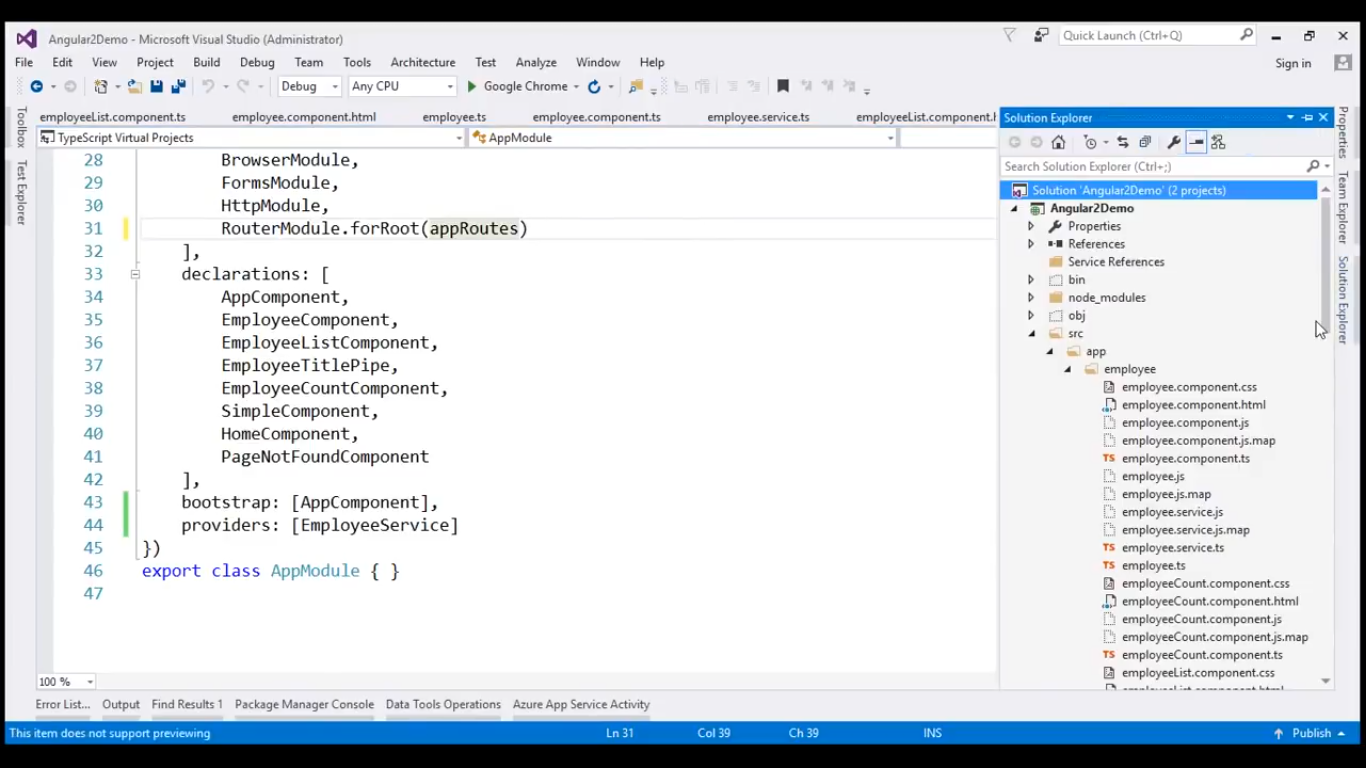 Angular2Demo - Microsoft Visual Studio (Administrator)
Quick Launch (Ctrl+Q)
File Edit View Project Build Debug Team Tools Architecture Test Analyze Window Help
Sign in
Debug Any CPU Google Chrome
Toolbox
Test Explorer
employeeList.component.ts employee.component.html employee.ts employee.component.ts employee.service.ts employeeList.component.h
TypeScript Virtual Projects AppModule
28 BrowserModule,
29 FormsModule,
30 HttpModule,
31 RouterModule.forRoot(appRoutes)
32 ],
33 declarations: [
34 AppComponent,
35 EmployeeComponent,
36 EmployeeListComponent,
37 EmployeeTitlePipe,
38 EmployeeCountComponent,
39 SimpleComponent,
40 HomeComponent,
41 PageNotFoundComponent
42 ],
43 bootstrap: [AppComponent],
44 providers: [EmployeeService]
45 })
46 export class AppModule { }
47
100 %
Solution Explorer
Search Solution Explorer (Ctrl+;)
Solution 'Angular2Demo' (2 projects)
Angular2Demo
Properties
References
Service References
bin
node_modules
obj
src
app
employee
employee.component.css
employee.component.html
employee.component.js
employee.component.js.map
employee.component.ts
employee.js
employee.js.map
employee.service.js
employee.service.js.map
employee.service.ts
employee.ts
employeeCount.component.css
employeeCount.component.html
employeeCount.component.js
employeeCount.component.js.map
employeeCount.component.ts
employeeList.component.css
employeeList.component.html
Properties
Team Explorer
Solution Explorer
Error List... Output Find Results 1 Package Manager Console Data Tools Operations Azure App Service Activity
This item does not support previewing Ln 31 Col 39 Ch 39 INS Publish